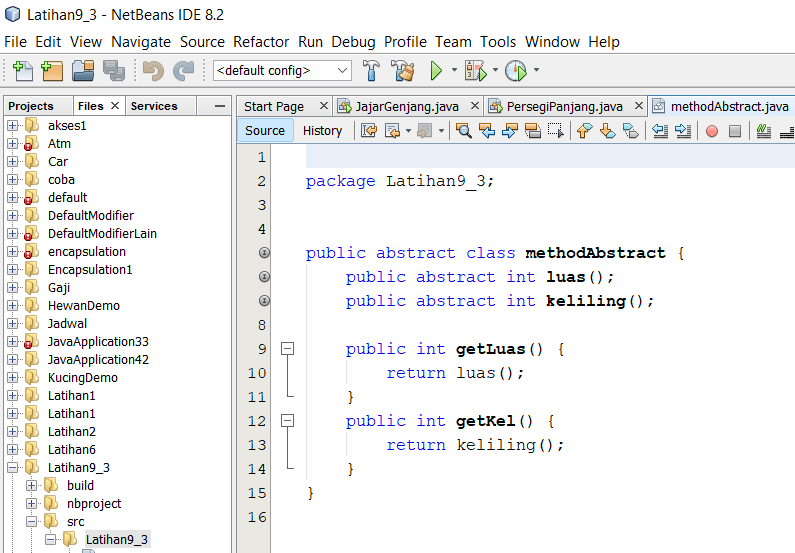 Latihan9_3 - NetBeans IDE 8.2
File Edit View Navigate Source Refactor Run Debug Profile Team Tools Window Help
<default config>
Projects Files Services
Start Page JajarGenjang.java PersegiPanjang.java methodAbstract.java
Source History
akses1
Atm
Car
coba
default
DefaultModifier
DefaultModifierLain
encapsulation
Encapsulation1
Gaji
HewanDemo
Jadwal
JavaApplication33
JavaApplication42
KucingDemo
Latihan1
Latihan1
Latihan2
Latihan6
Latihan9_3
build
nbproject
src
Latihan9_3
1
2 package Latihan9_3;
3
4
public abstract class methodAbstract {
public abstract int luas();
public abstract int keliling();
8
9 public int getLuas() {
10 return luas();
11 }
12 public int getKel() {
13 return keliling();
14 }
15 }
16